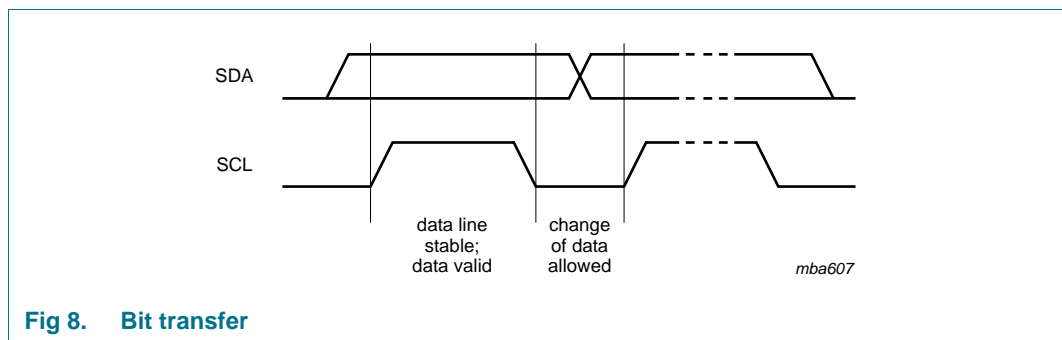 SDA
SCL
data line
stable;
data valid
change
of data
allowed
mba607
Fig 8. Bit transfer